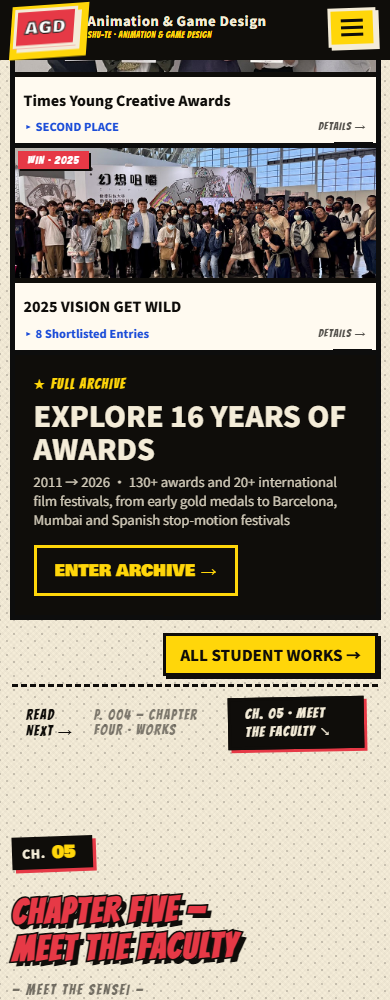 AGD
Animation & Game Design
SHU-TE · ANIMATION & GAME DESIGN
Times Young Creative Awards
▸ SECOND PLACE
DETAILS →
WIN · 2025
幻想咀嚼
2025 VISION GET WILD
▸ 8 Shortlisted Entries
DETAILS →
★ FULL ARCHIVE
EXPLORE 16 YEARS OF
AWARDS
2011 → 2026 · 130+ awards and 20+ international
film festivals, from early gold medals to Barcelona,
Mumbai and Spanish stop-motion festivals
ENTER ARCHIVE →
ALL STUDENT WORKS →
READ
NEXT →
P. 004 — CHAPTER
FOUR · WORKS
CH. 05 · MEET
THE FACULTY ↘
CH. 05
CHAPTER FIVE —
MEET THE FACULTY
— MEET THE SENSEI —